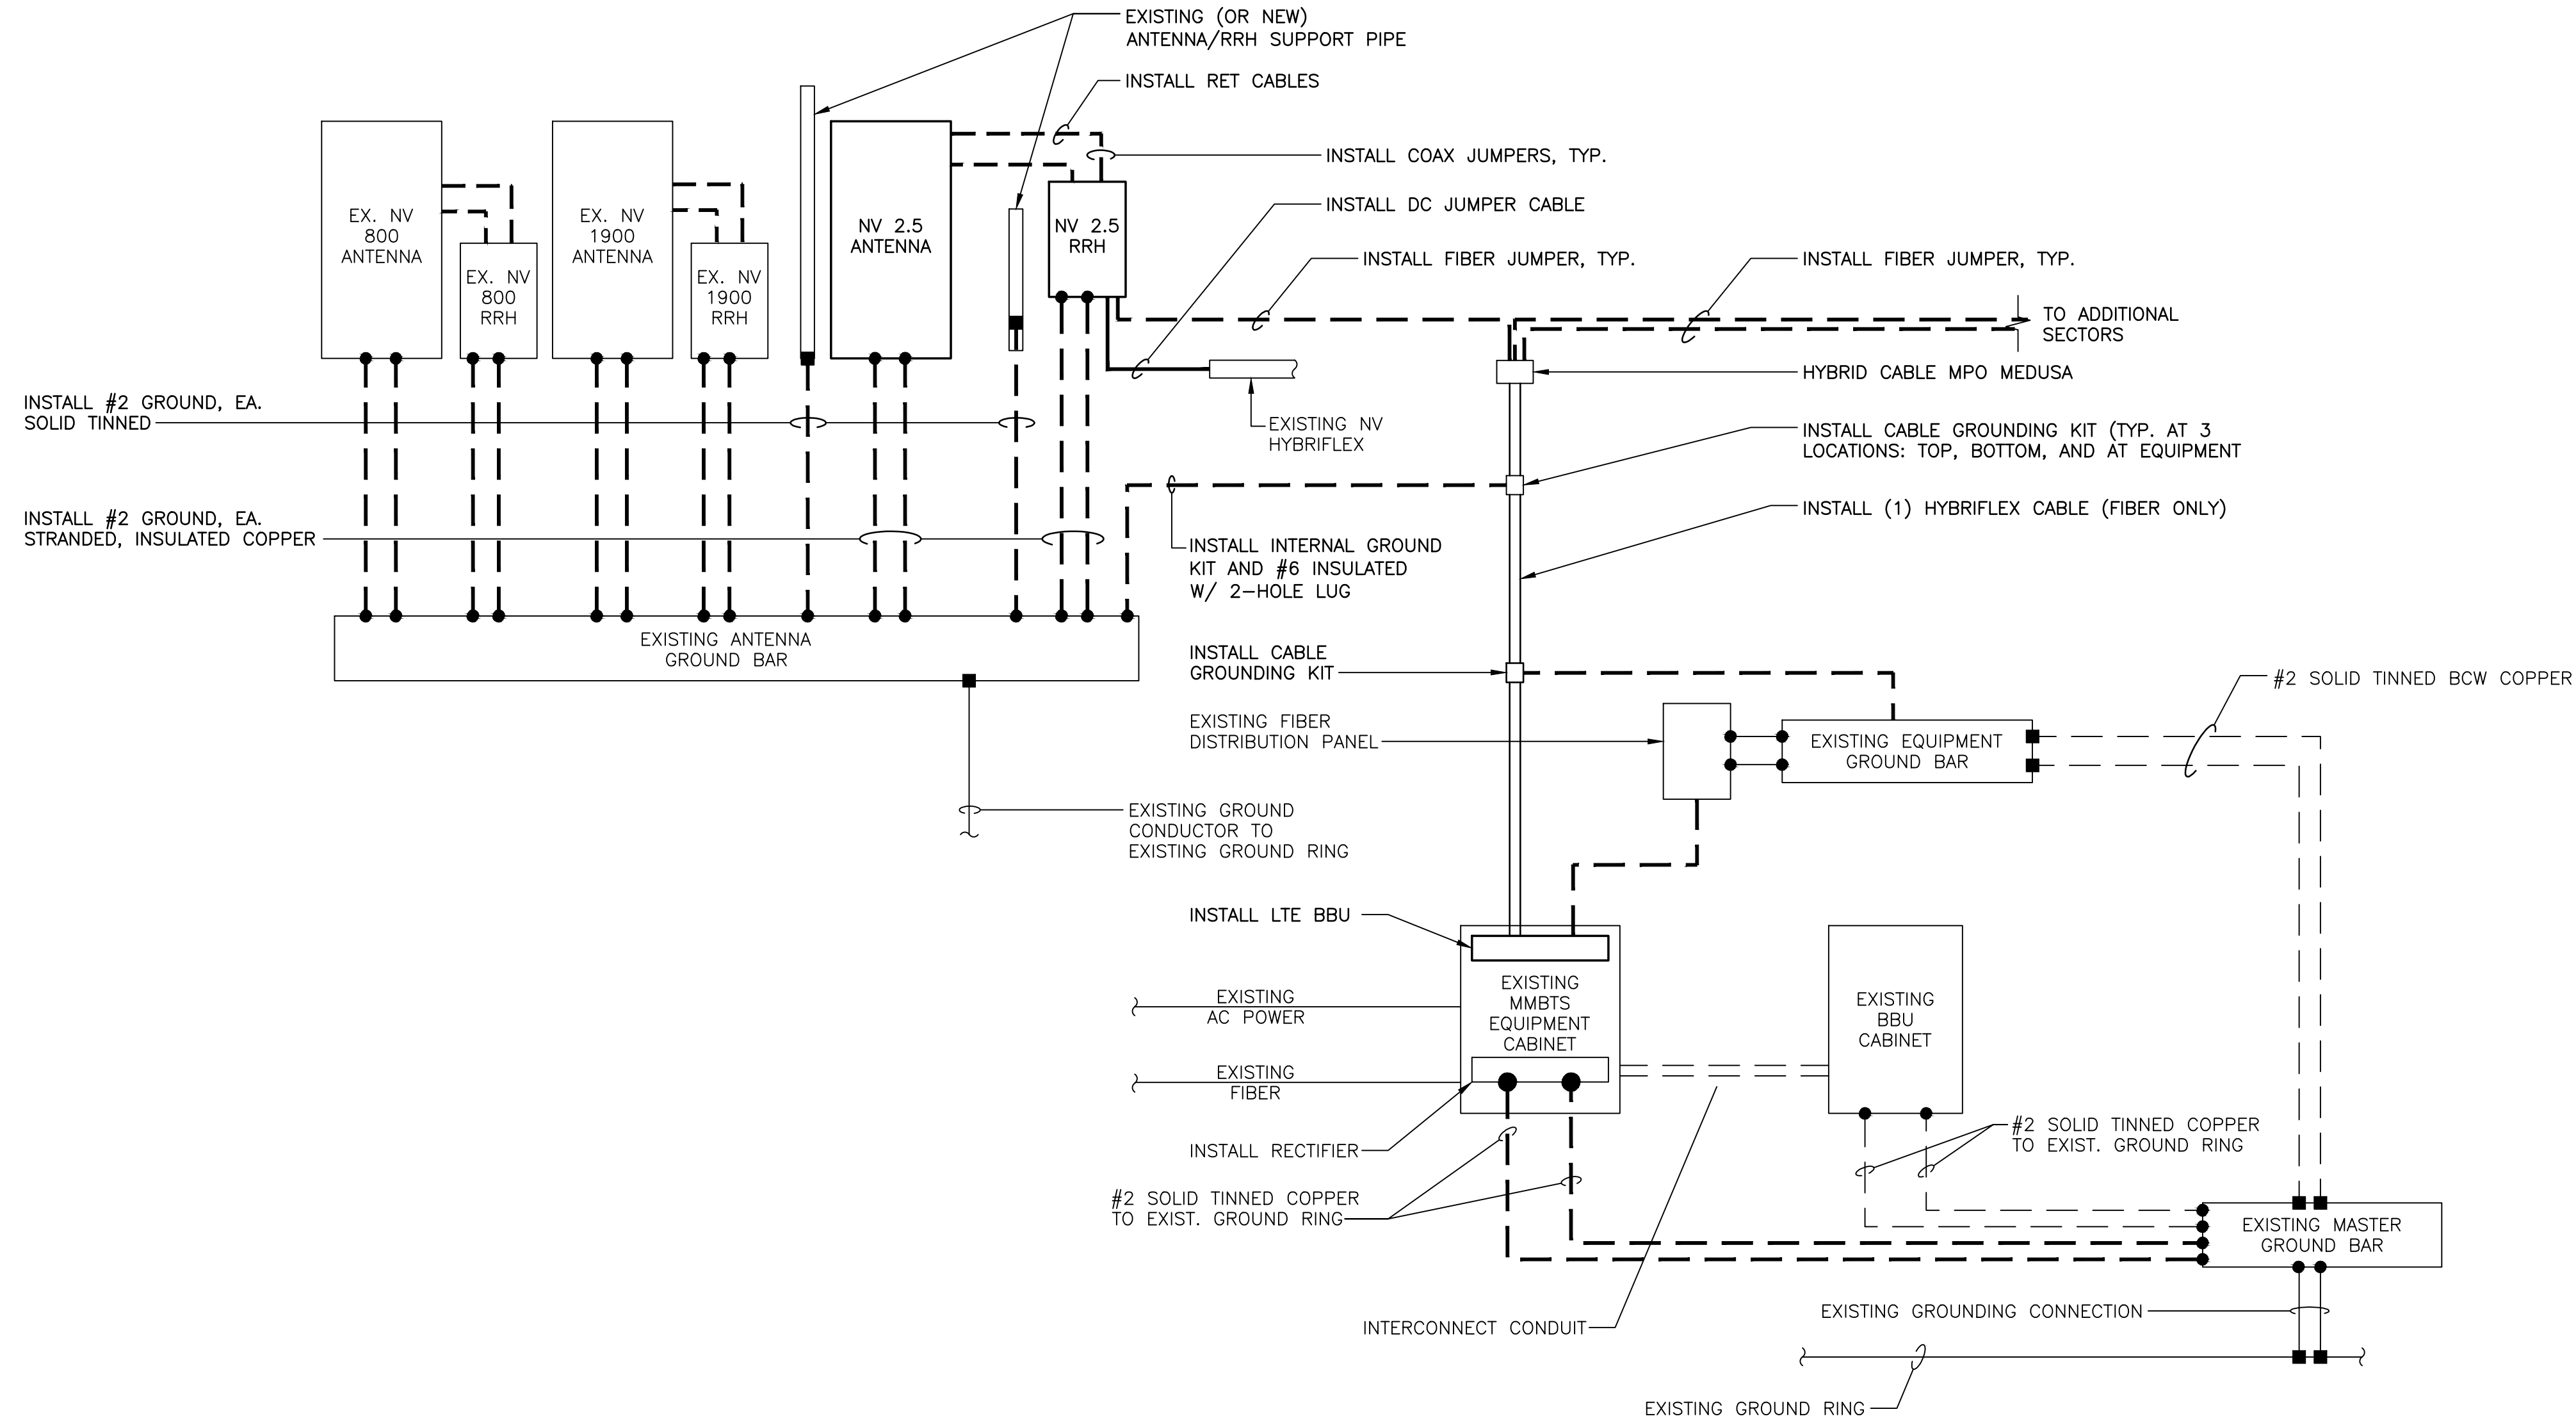 EXISTING (OR NEW)
ANTENNA/RRH SUPPORT PIPE
INSTALL RET CABLES
INSTALL COAX JUMPERS, TYP.
INSTALL DC JUMPER CABLE
INSTALL FIBER JUMPER, TYP.
INSTALL FIBER JUMPER, TYP.
TO ADDITIONAL
SECTORS
EX. NV
800
ANTENNA
EX. NV
800
RRH
EX. NV
1900
ANTENNA
EX. NV
1900
RRH
NV 2.5
ANTENNA
NV 2.5
RRH
HYBRID CABLE MPO MEDUSA
INSTALL #2 GROUND, EA.
SOLID TINNED
EXISTING NV
HYBRIFLEX
INSTALL CABLE GROUNDING KIT (TYP. AT 3
LOCATIONS: TOP, BOTTOM, AND AT EQUIPMENT
INSTALL (1) HYBRIFLEX CABLE (FIBER ONLY)
INSTALL #2 GROUND, EA.
STRANDED, INSULATED COPPER
INSTALL INTERNAL GROUND
KIT AND #6 INSULATED
W/ 2-HOLE LUG
EXISTING ANTENNA
GROUND BAR
INSTALL CABLE
GROUNDING KIT
#2 SOLID TINNED BCW COPPER
EXISTING FIBER
DISTRIBUTION PANEL
EXISTING EQUIPMENT
GROUND BAR
EXISTING GROUND
CONDUCTOR TO
EXISTING GROUND RING
INSTALL LTE BBU
EXISTING
MMBTS
EQUIPMENT
CABINET
EXISTING
AC POWER
EXISTING
FIBER
EXISTING
BBU
CABINET
INSTALL RECTIFIER
#2 SOLID TINNED COPPER
TO EXIST. GROUND RING
#2 SOLID TINNED COPPER
TO EXIST. GROUND RING
EXISTING MASTER
GROUND BAR
INTERCONNECT CONDUIT
EXISTING GROUNDING CONNECTION
EXISTING GROUND RING